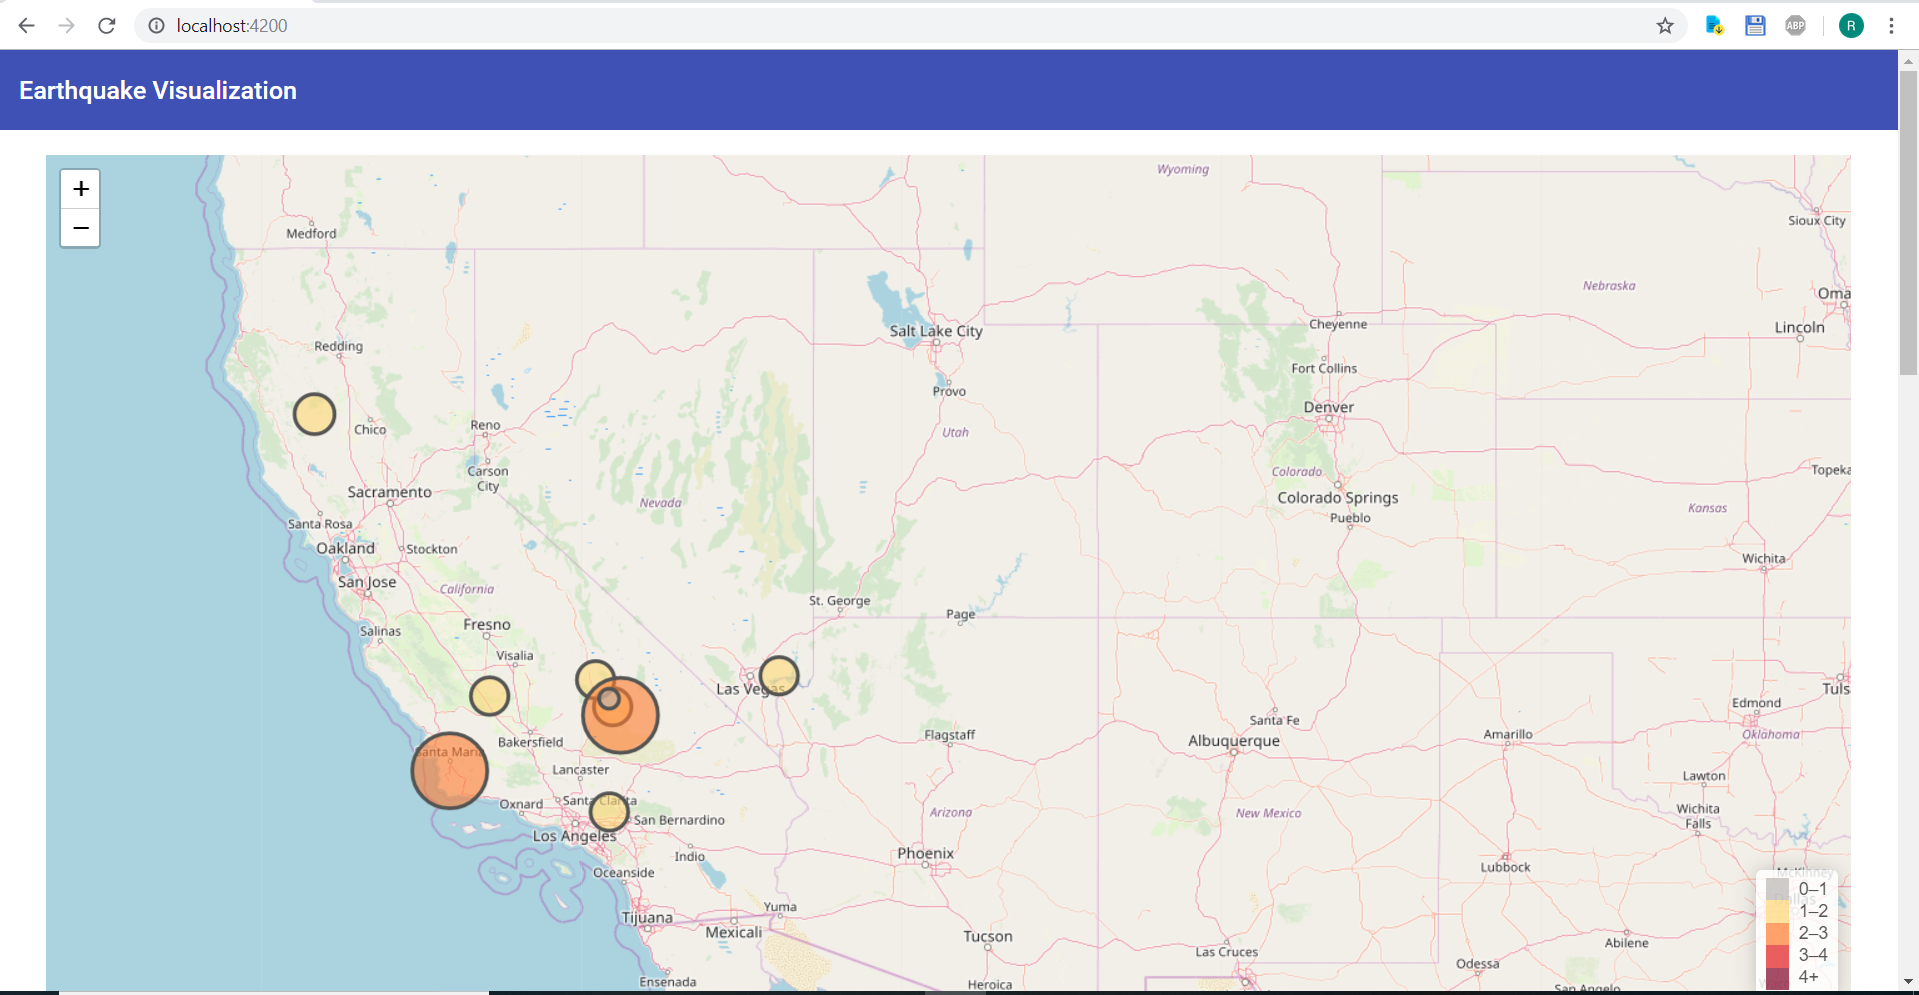 localhost:4200
ABP
R
Earthquake Visualization
+
−
Wyoming
Sioux City
Medford
Nebraska
Oma
Salt Lake City
Cheyenne
Lincoln
Redding
Fort Collins
Provo
Denver
Chico
Reno
Utah
Carson
City
Colorado
Topeka
Sacramento
Nevada
Colorado Springs
Kansas
Pueblo
Santa Rosa
Oakland
Stockton
Wichita
San Jose
California
St. George
Page
Fresno
Salinas
Visalia
Las Vegas
Tuls
Edmond
Santa Fe
Flagstaff
Albuquerque
Amarillo
Oklahoma
Bakersfield
Santa Maria
Lancaster
Lawton
Oxnard
Santa Clarita
Arizona
New Mexico
Wichita
Falls
San Bernardino
Los Angeles
Indio
Phoenix
Lubbock
Oceanside
McKinney
0–1
Yuma
1–2
Tijuana
Mexicali
Tucson
2–3
Abilene
Las Cruces
3–4
Odessa
4+
Ensenada
Heroica
San Angelo